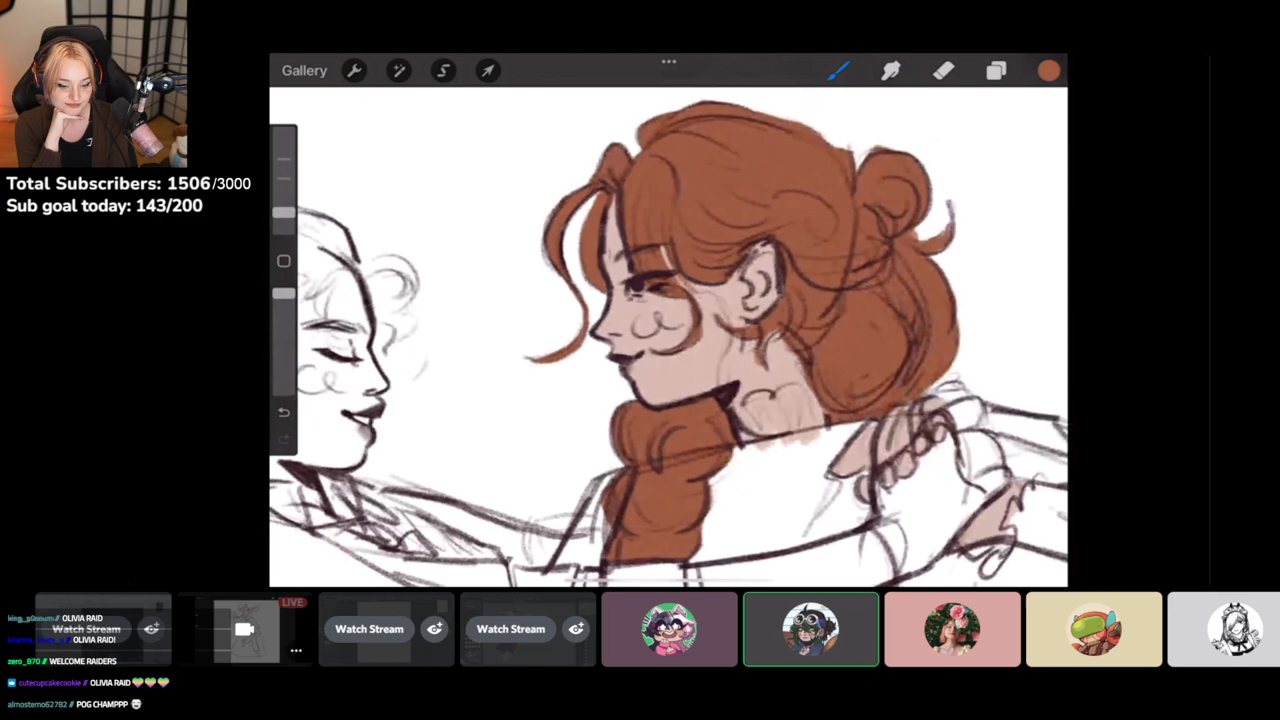 Gallery
Total Subscribers: 1506/3000
Sub goal today: 143/200
LIVE
Watch Stream
Watch Stream
Watch Stream
OLIVIA RAID
OLIVIA RAID!
zero_B70 // WELCOME RAIDERS
cutecupcakecookie // OLIVIA RAID
almostemo62782 // POG CHAMPPP